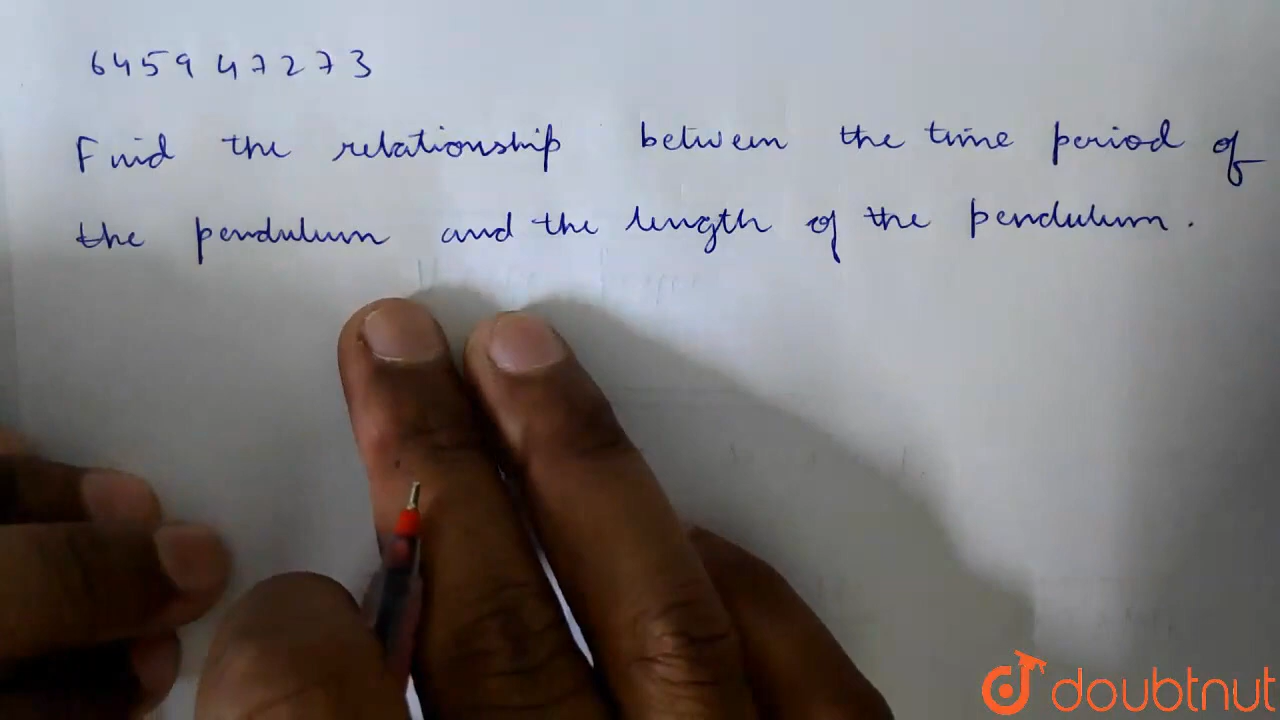 6459 47273
Find the relationship between the time period of
the pendulum and the length of the pendulum.
doubtnut